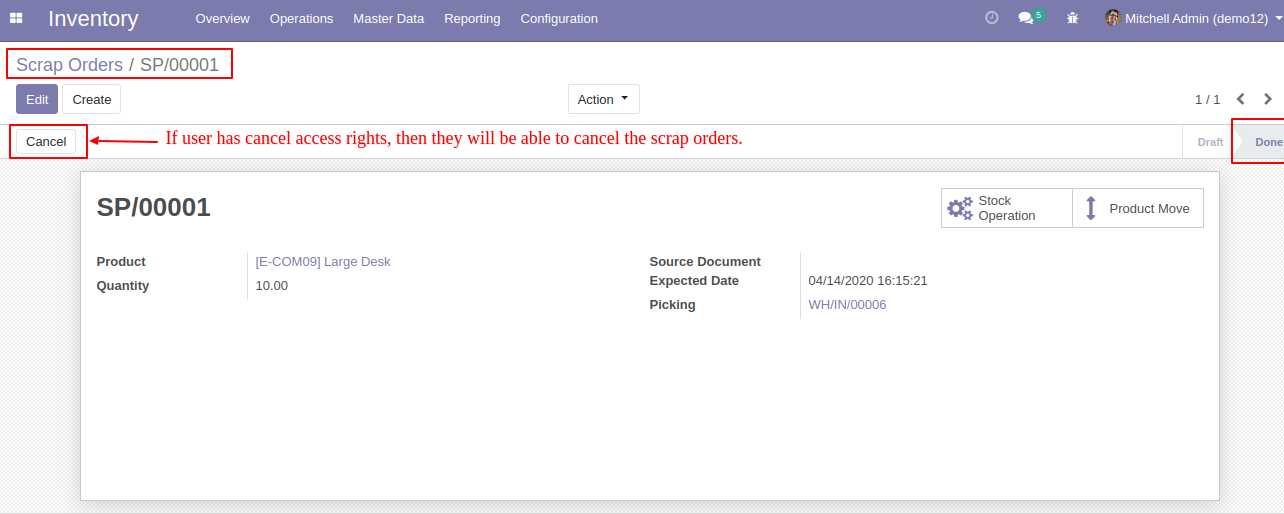 Inventory Overview Operations Master Data Reporting Configuration 5 Mitchell Admin (demo12)
Scrap Orders / SP/00001
Edit Create Action 1 / 1
Cancel If user has cancel access rights, then they will be able to cancel the scrap orders. Draft Done
SP/00001
Stock
Operation
Product Move
Product [E-COM09] Large Desk
Quantity 10.00
Source Document
Expected Date 04/14/2020 16:15:21
Picking WH/IN/00006